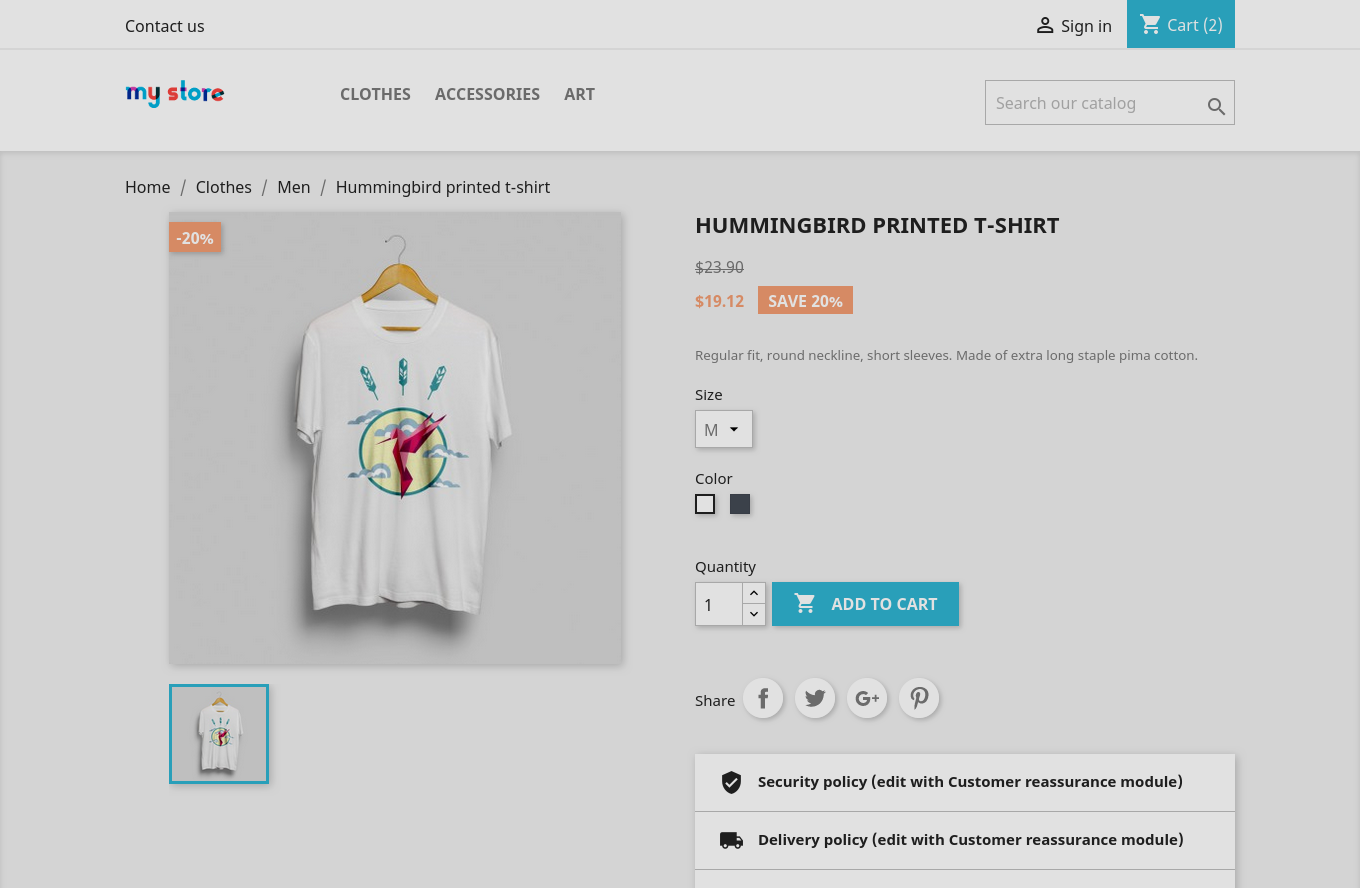 Contact us
Sign in
Cart (2)
my store
CLOTHES
ACCESSORIES
ART
Search our catalog
Home / Clothes / Men / Hummingbird printed t-shirt
-20%
HUMMINGBIRD PRINTED T-SHIRT
$23.90
$19.12 SAVE 20%
Regular fit, round neckline, short sleeves. Made of extra long staple pima cotton.
Size
M
Color
Quantity
1
ADD TO CART
Share
Security policy (edit with Customer reassurance module)
Delivery policy (edit with Customer reassurance module)